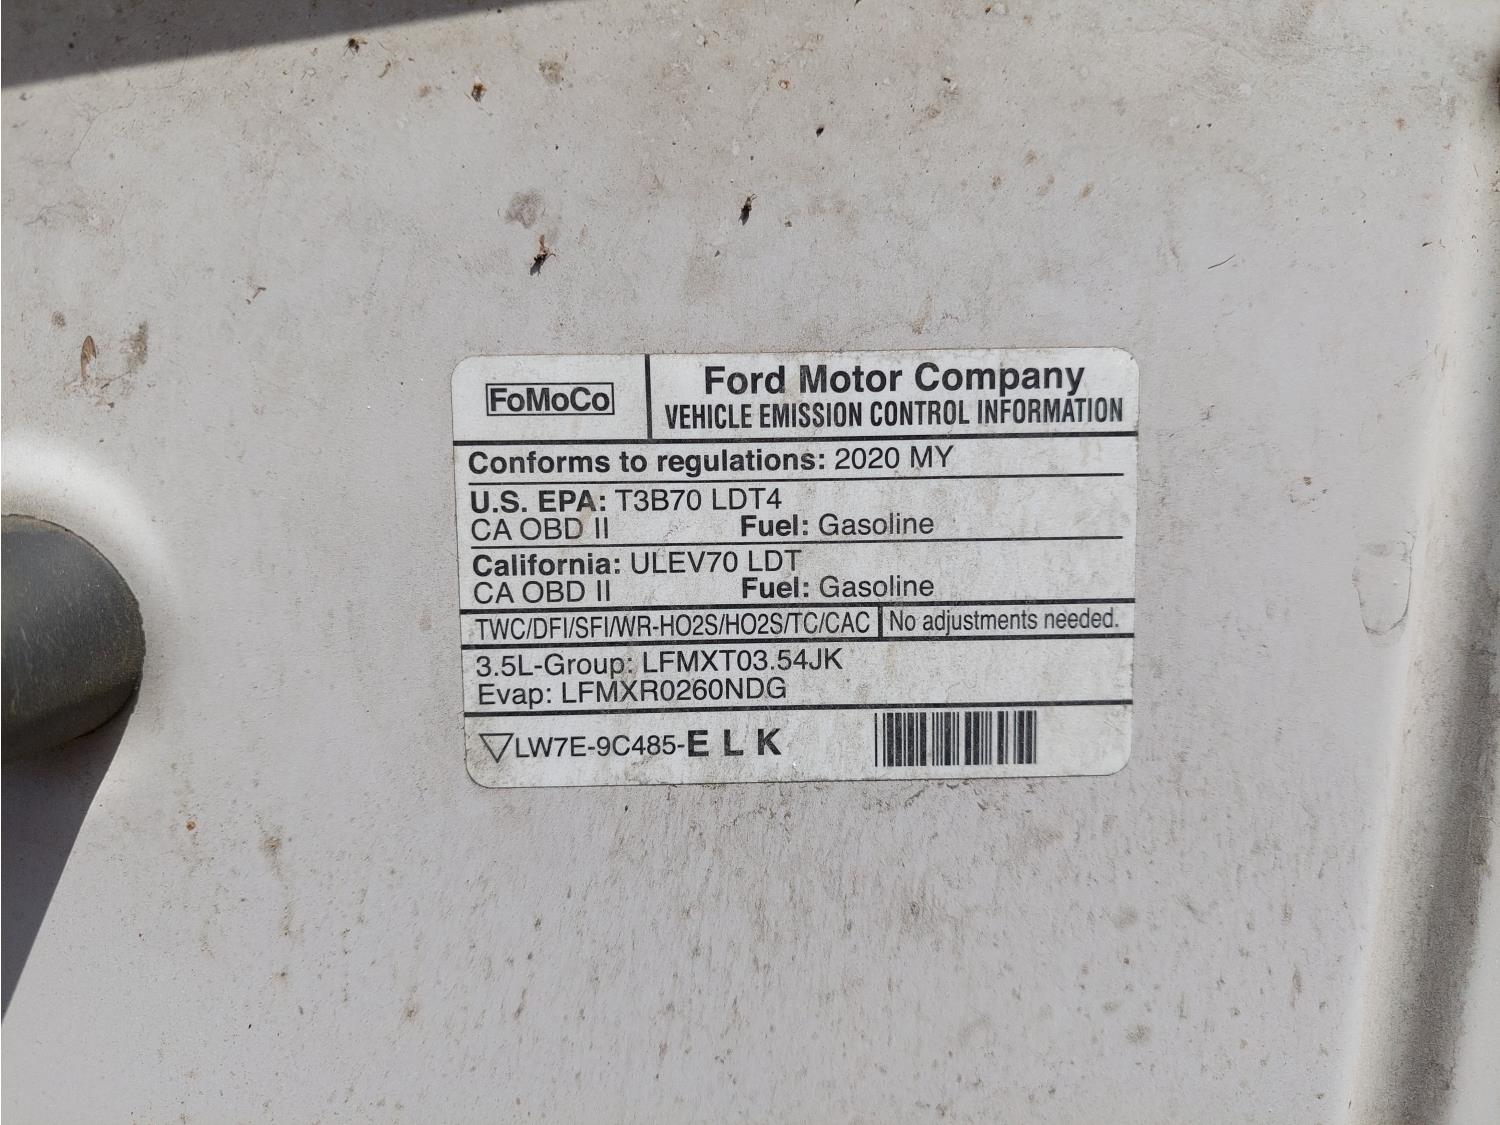 FoMoCo
Ford Motor Company
VEHICLE EMISSION CONTROL INFORMATION
Conforms to regulations: 2020 MY
U.S. EPA: T3B70 LDT4
CA OBD II Fuel: Gasoline
California: ULEV70 LDT
CA OBD II Fuel: Gasoline
TWC/DFI/SFI/WR-HO2S/HO2S/TC/CAC No adjustments needed.
3.5L-Group: LFMXT03.54JK
Evap: LFMXR0260NDG
▽LW7E-9C485-E L K